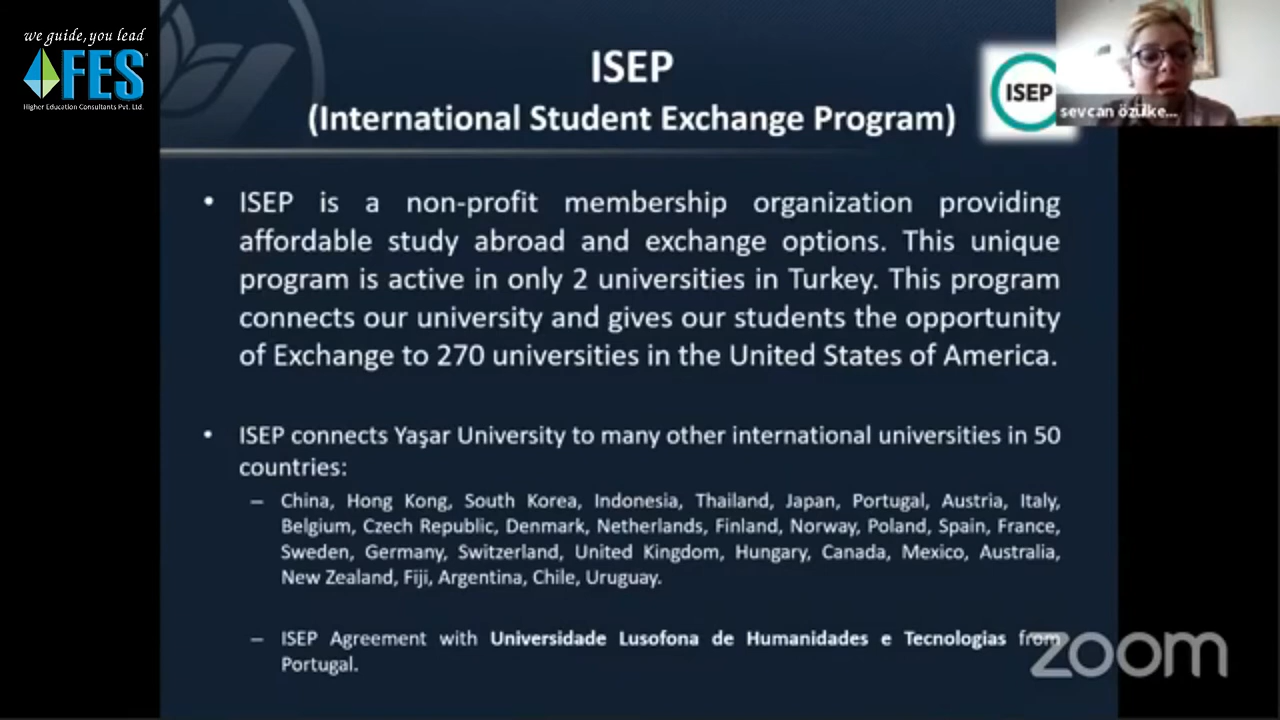 we guide, you lead
FES
Higher Education Consultants Pvt. Ltd.
ISEP
(International Student Exchange Program)
ISEP
sevcan özülke...
• ISEP is a non-profit membership organization providing
affordable study abroad and exchange options. This unique
program is active in only 2 universities in Turkey. This program
connects our university and gives our students the opportunity
of Exchange to 270 universities in the United States of America.
• ISEP connects Yaşar University to many other international universities in 50
countries:
– China, Hong Kong, South Korea, Indonesia, Thailand, Japan, Portugal, Austria, Italy,
Belgium, Czech Republic, Denmark, Netherlands, Finland, Norway, Poland, Spain, France,
Sweden, Germany, Switzerland, United Kingdom, Hungary, Canada, Mexico, Australia,
New Zealand, Fiji, Argentina, Chile, Uruguay.
– ISEP Agreement with Universidade Lusofona de Humanidades e Tecnologias from
Portugal.
zoom